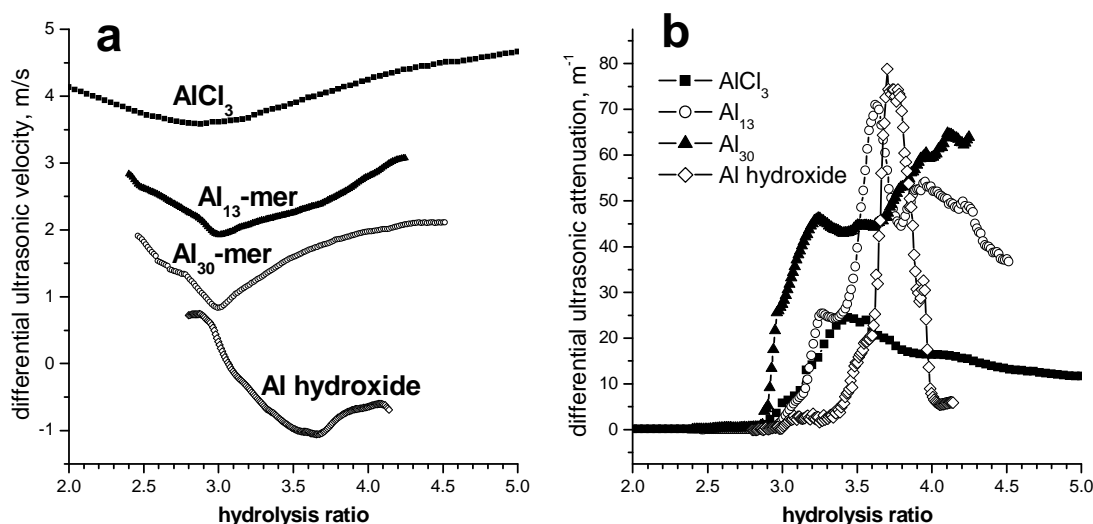 a
differential ultrasonic velocity, m/s
5
4
3
2
1
0
-1
AlCl3
Al13-mer
Al30-mer
Al hydroxide
2.0 2.5 3.0 3.5 4.0 4.5 5.0
hydrolysis ratio
b
differential ultrasonic attenuation, m-1
80
70
60
50
40
30
20
10
0
AlCl3
Al13
Al30
Al hydroxide
2.0 2.5 3.0 3.5 4.0 4.5 5.0
hydrolysis ratio